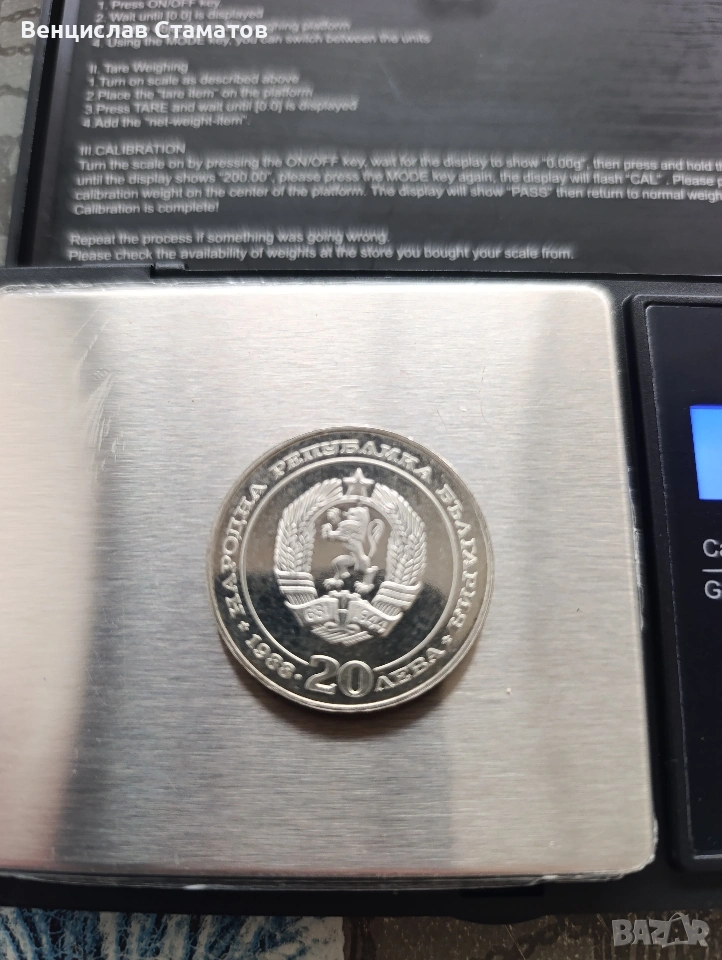 1. Press ON/OFF key
2. Wait until [0.0] is displayed
Венцислав Стаматов
weighing platform
4. Using the MODE key, you can switch between the units
II. Tare Weighing
1.Turn on scale as described above
2.Place the "tare item" on the platform
3.Press TARE and wait until [0.0] is displayed
4.Add the "net-weight-item".
III.CALIBRATION
Turn the scale on by pressing the ON/OFF key, wait for the display to show "0.00g", then press and hold t
until the display shows "200.00", please press the MODE key again, the display will flash "CAL" . Please p
calibration weight on the center of the platform. The display will show "PASS" then return to normal weigh
Calibration is complete!
Repeat the process if something was going wrong.
Please check the availability of weights at the store you bought your scale from.
НАРОДНА РЕПУБЛИКА БЪЛГАРИЯ
681 1944
1988. 20 ЛЕВА
Ca
G
BAZAR